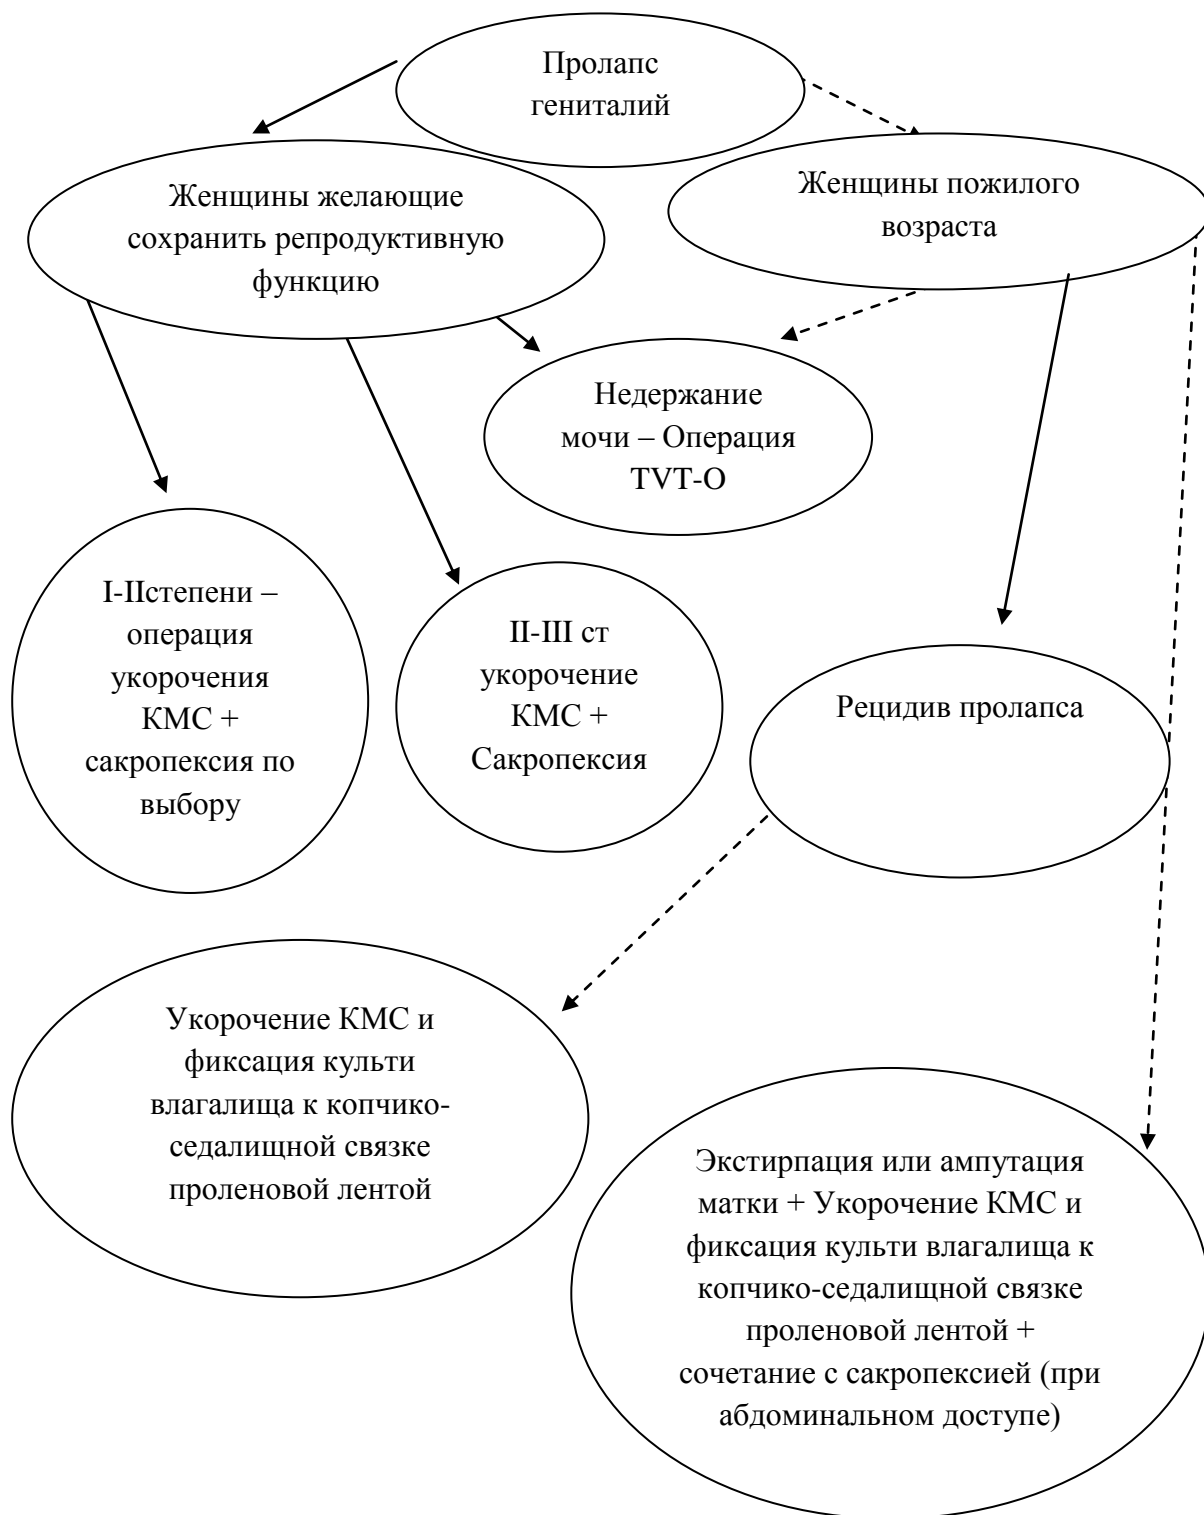 Пролапс
гениталий
Женщины желающие
сохранить репродуктивную
функцию
Женщины пожилого
возраста
Недержание
мочи – Операция
TVT-O
I-IIстепени –
операция
укорочения
КМС +
сакропексия по
выбору
II-III ст
укорочение
КМС +
Сакропексия
Рецидив пролапса
Укорочение КМС и
фиксация культи
влагалища к копчико-
седалищной связке
проленовой лентой
Экстирпация или ампутация
матки + Укорочение КМС и
фиксация культи влагалища к
копчико-седалищной связке
проленовой лентой +
сочетание с сакропексией (при
абдоминальном доступе)